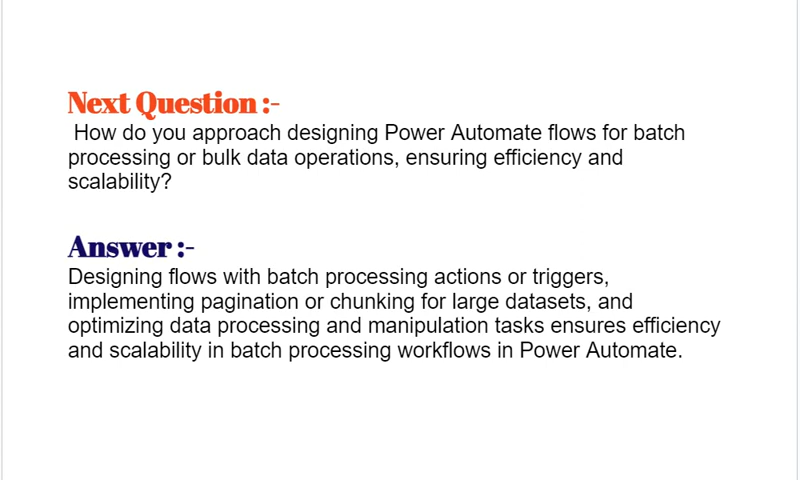 Next Question :-
How do you approach designing Power Automate flows for batch
processing or bulk data operations, ensuring efficiency and
scalability?
Answer :-
Designing flows with batch processing actions or triggers,
implementing pagination or chunking for large datasets, and
optimizing data processing and manipulation tasks ensures efficiency
and scalability in batch processing workflows in Power Automate.